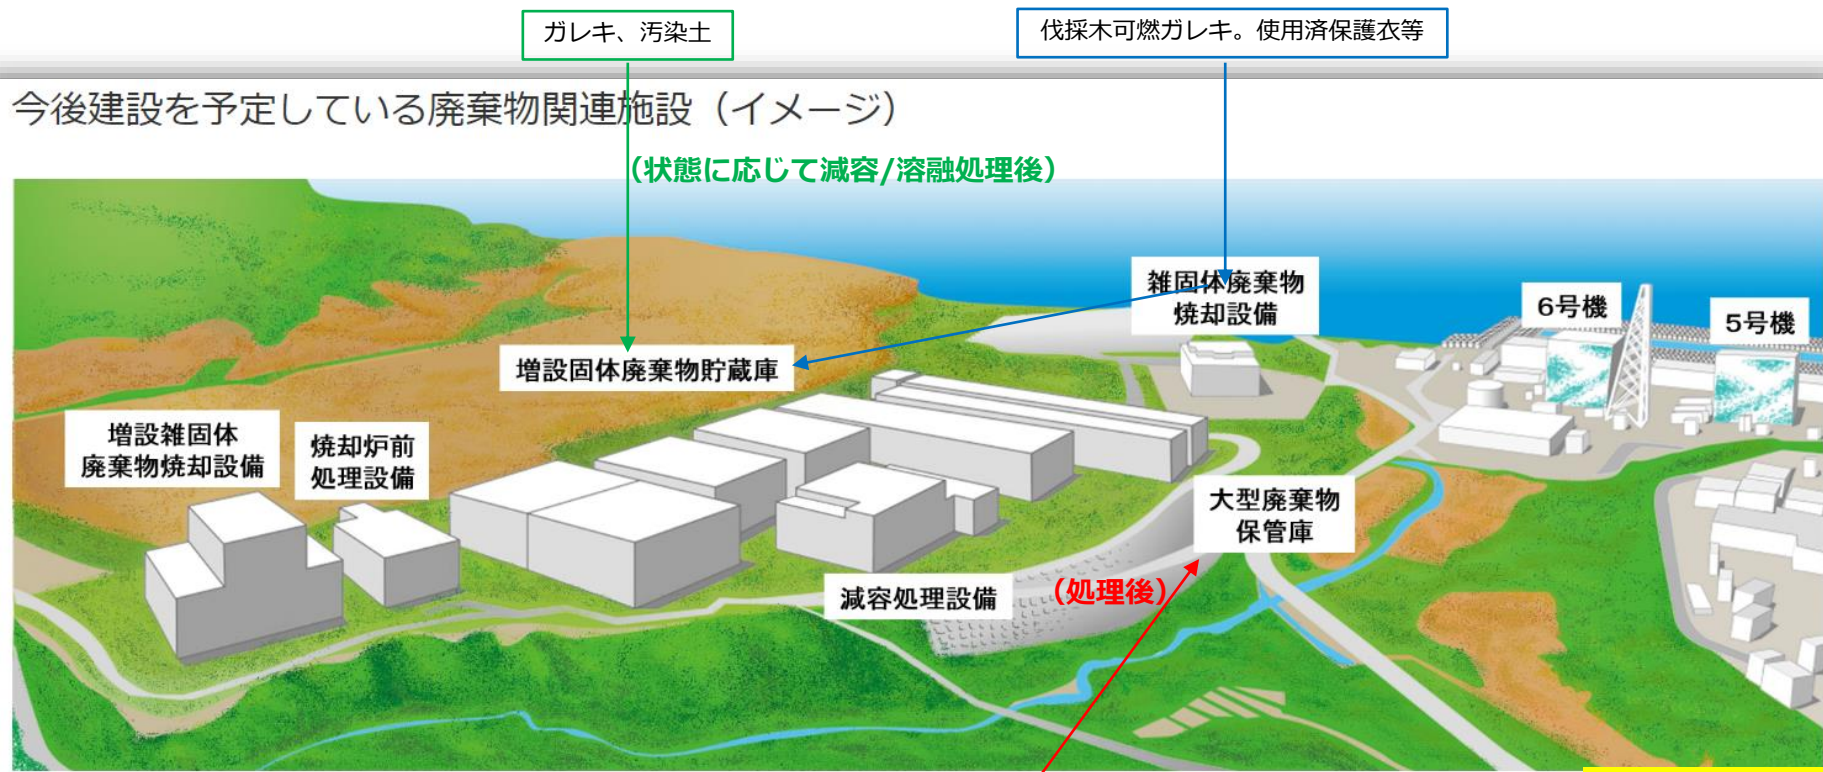 ガレキ、汚染土
伐採木可燃ガレキ。使用済保護衣等
今後建設を予定している廃棄物関連施設（イメージ）
（状態に応じて減容/溶融処理後）
雑固体廃棄物
焼却設備
6号機
5号機
増設固体廃棄物貯蔵庫
増設雑固体
廃棄物焼却設備
焼却炉前
処理設備
大型廃棄物
保管庫
減容処理設備
（処理後）